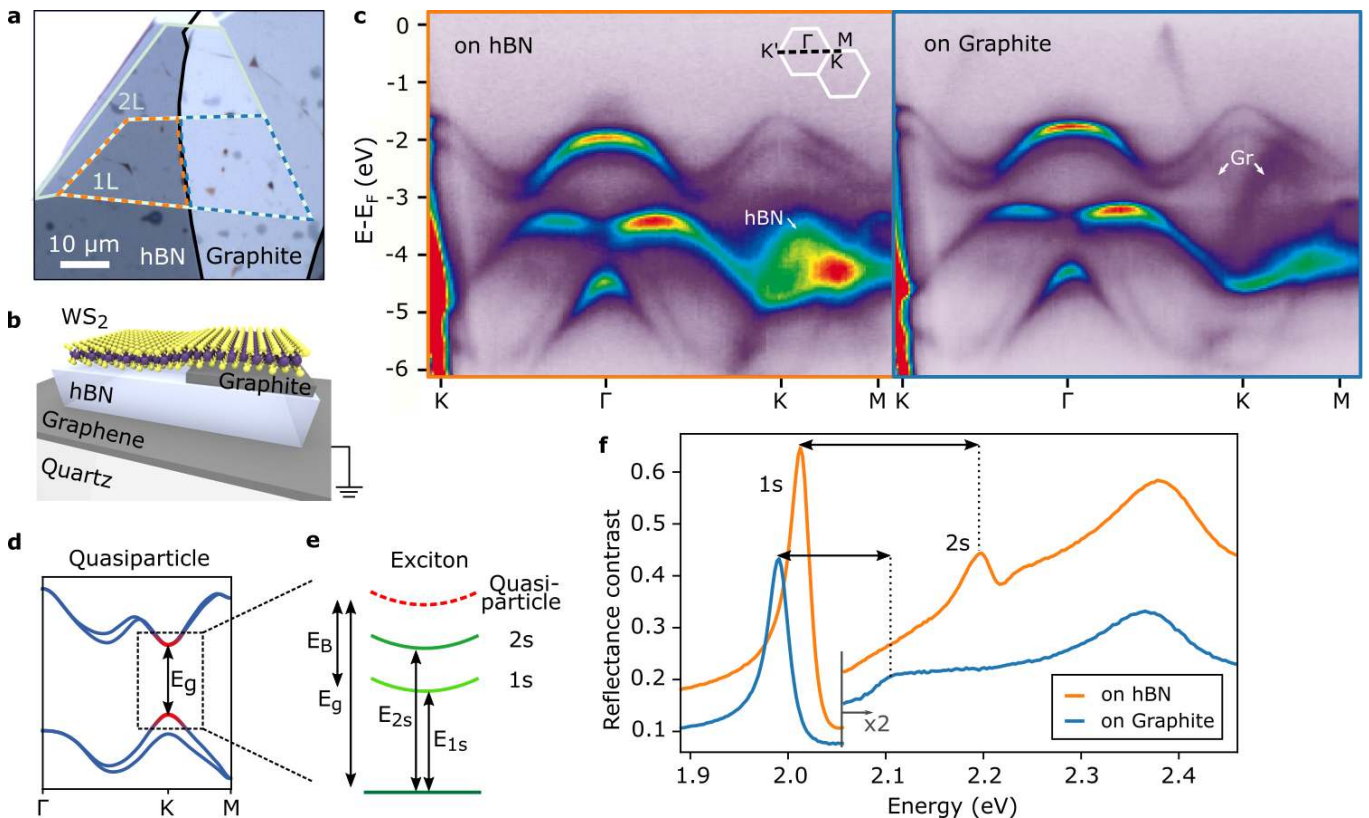 a
2L
1L
10 µm
hBN
Graphite
b
WS2
Graphite
hBN
Graphene
Quartz
c
on hBN
K'
Γ
M
K
hBN
on Graphite
Gr
E-EF (eV)
0
-1
-2
-3
-4
-5
-6
K
Γ
K
M
K
Γ
K
M
d
Quasiparticle
Eg
Γ
K
M
e
Exciton
Quasi-
particle
2s
1s
EB
Eg
E2s
E1s
f
1s
2s
x2
on hBN
on Graphite
Reflectance contrast
0.6
0.5
0.4
0.3
0.2
0.1
1.9
2.0
2.1
2.2
2.3
2.4
Energy (eV)